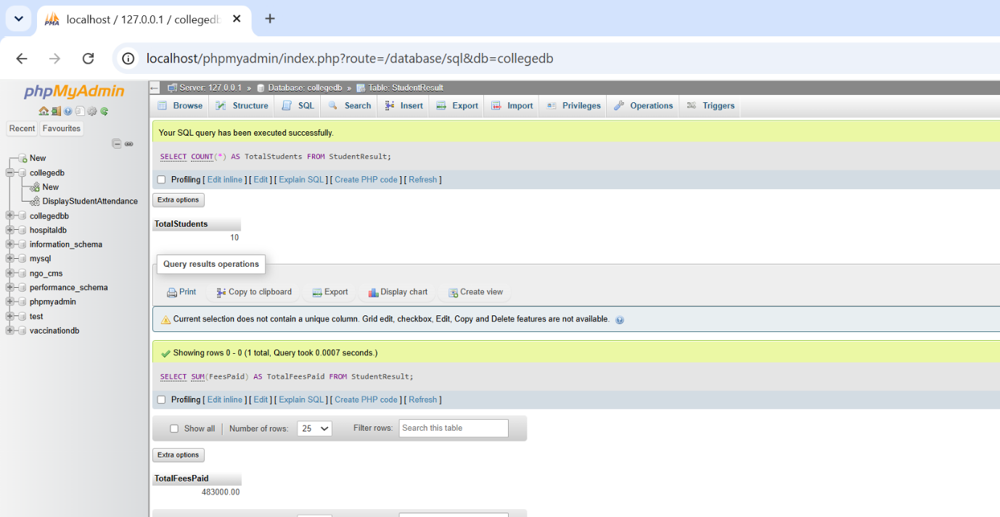 localhost / 127.0.0.1 / collegedb
localhost/phpmyadmin/index.php?route=/database/sql&db=collegedb
phpMyAdmin
Recent Favourites
New
collegedb
New
DisplayStudentAttendance
collegedbb
hospitaldb
information_schema
mysql
ngo_cms
performance_schema
phpmyadmin
test
vaccinationdb
Server: 127.0.0.1 » Database: collegedb » Table: StudentResult
Browse Structure SQL Search Insert Export Import Privileges Operations Triggers
Your SQL query has been executed successfully.
SELECT COUNT(*) AS TotalStudents FROM StudentResult;
Profiling [ Edit inline ] [ Edit ] [ Explain SQL ] [ Create PHP code ] [ Refresh ]
Extra options
TotalStudents
10
Query results operations
Print Copy to clipboard Export Display chart Create view
Current selection does not contain a unique column. Grid edit, checkbox, Edit, Copy and Delete features are not available.
Showing rows 0 - 0 (1 total, Query took 0.0007 seconds.)
SELECT SUM(FeesPaid) AS TotalFeesPaid FROM StudentResult;
Profiling [ Edit inline ] [ Edit ] [ Explain SQL ] [ Create PHP code ] [ Refresh ]
Show all Number of rows: 25 Filter rows: Search this table
Extra options
TotalFeesPaid
483000.00